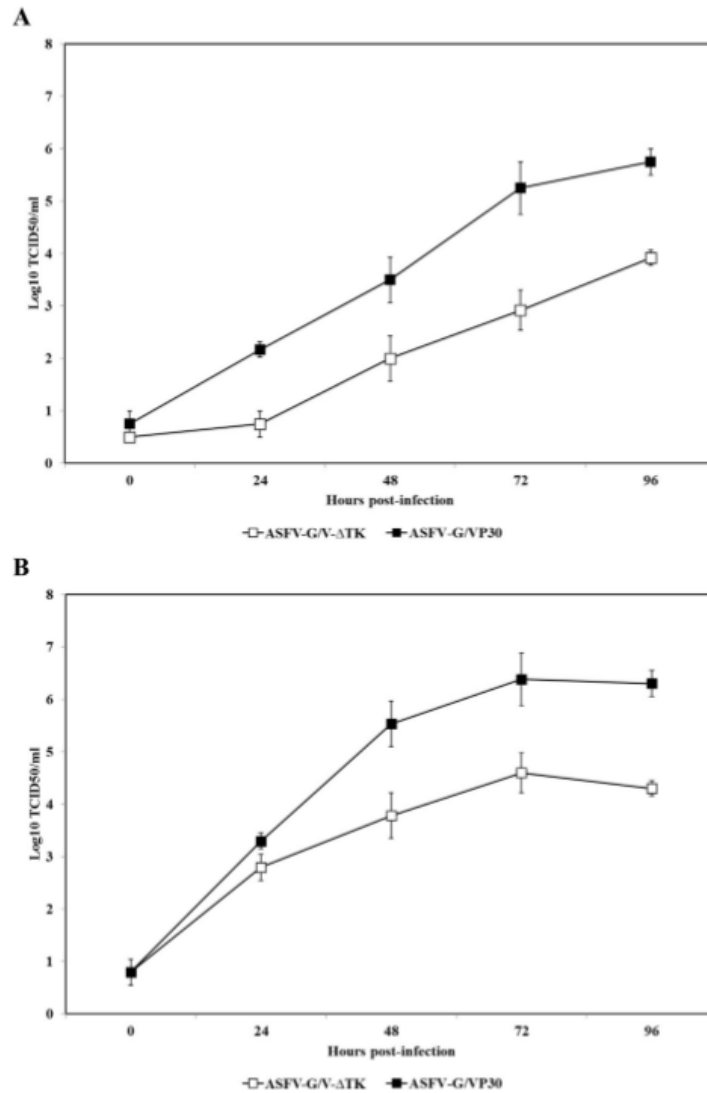 A
8
7
6
5
4
3
2
1
0
Log10 TCID50/ml
0 24 48 72 96
Hours post-infection
ASFV-G/V-ΔTK ASFV-G/VP30
B
8
7
6
5
4
3
2
1
0
Log10 TCID50/ml
0 24 48 72 96
Hours post-infection
ASFV-G/V-ΔTK ASFV-G/VP30